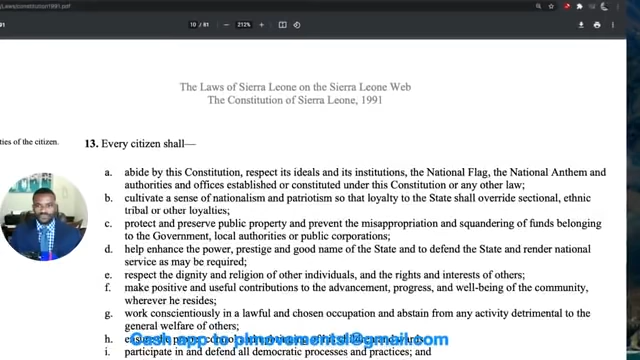 /Laws/constitution1991.pdf
91
10 / 81
212%
The Laws of Sierra Leone on the Sierra Leone Web
The Constitution of Sierra Leone, 1991
ties of the citizen.
13. Every citizen shall—
a. abide by this Constitution, respect its ideals and its institutions, the National Flag, the National Anthem and
authorities and offices established or constituted under this Constitution or any other law;
b. cultivate a sense of nationalism and patriotism so that loyalty to the State shall override sectional, ethnic
tribal or other loyalties;
c. protect and preserve public property and prevent the misappropriation and squandering of funds belonging
to the Government, local authorities or public corporations;
d. help enhance the power, prestige and good name of the State and to defend the State and render national
service as may be required;
e. respect the dignity and religion of other individuals, and the rights and interests of others;
f. make positive and useful contributions to the advancement, progress, and well-being of the community,
wherever he resides;
g. work conscientiously in a lawful and chosen occupation and abstain from any activity detrimental to the
general welfare of others;
h. ensure the proper
i. participate in and defend all democratic processes and practices; and